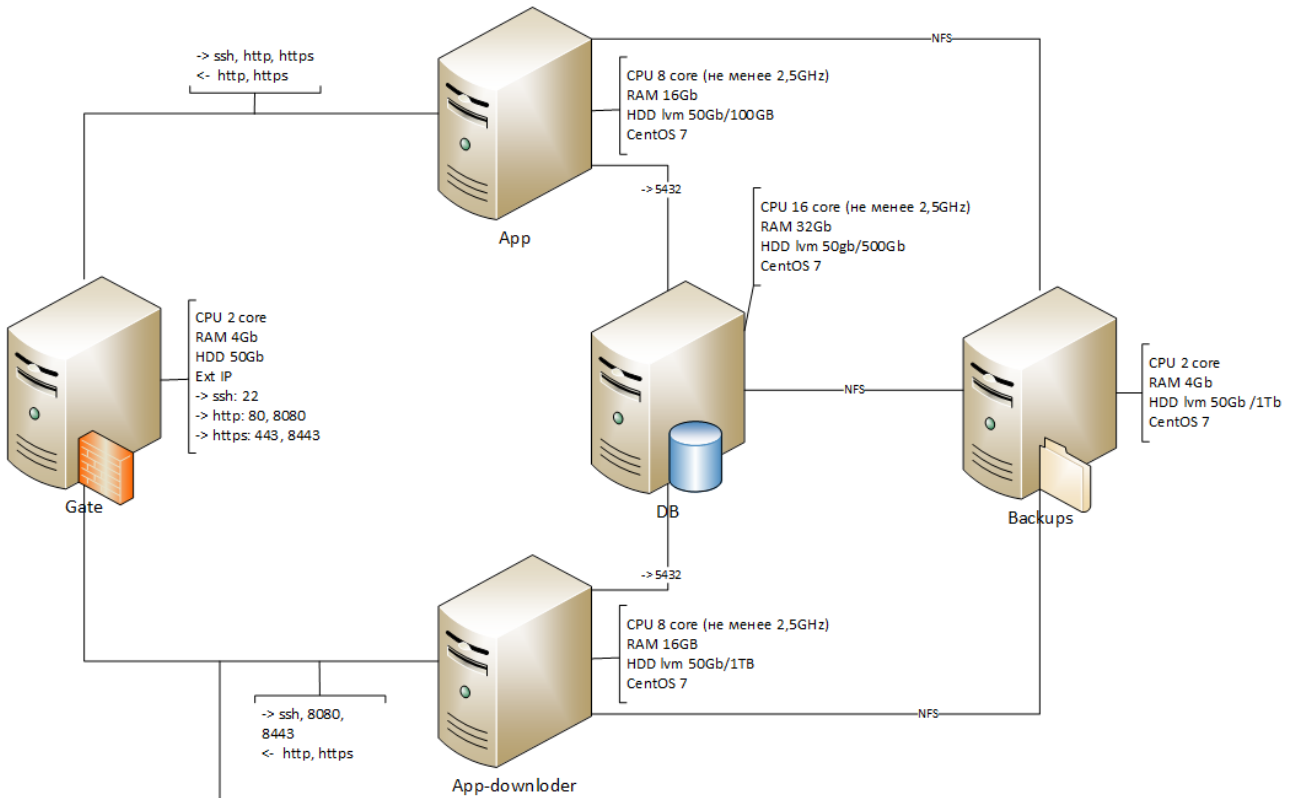 -> ssh, http, https
<- http, https
CPU 8 core (не менее 2,5GHz)
RAM 16Gb
HDD lvm 50Gb/100GB
CentOS 7
NFS
App
->5432
CPU 16 core (не менее 2,5GHz)
RAM 32Gb
HDD lvm 50gb/500Gb
CentOS 7
CPU 2 core
RAM 4Gb
HDD 50Gb
Ext IP
-> ssh: 22
-> http: 80, 8080
-> https: 443, 8443
Gate
DB
NFS
CPU 2 core
RAM 4Gb
HDD lvm 50Gb /1Tb
CentOS 7
Backups
->5432
CPU 8 core (не менее 2,5GHz)
RAM 16GB
HDD lvm 50Gb/1TB
CentOS 7
NFS
-> ssh, 8080,
8443
<- http, https
App-downloder